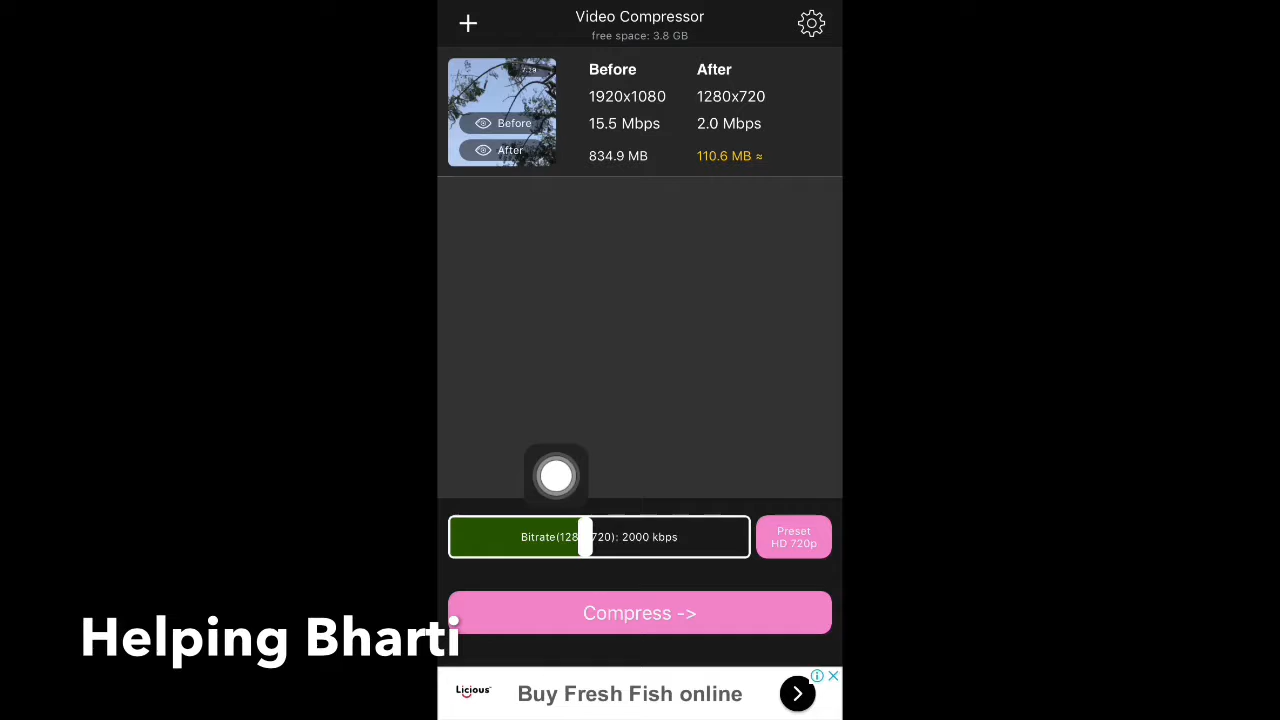 Video Compressor
free space: 3.8 GB
7:19
Before
After
Before After
1920x1080 1280x720
15.5 Mbps 2.0 Mbps
834.9 MB 110.6 MB ≈
Bitrate(128 720): 2000 kbps
Preset
HD 720p
Compress ->
Helping Bharti
Licious
Buy Fresh Fish online